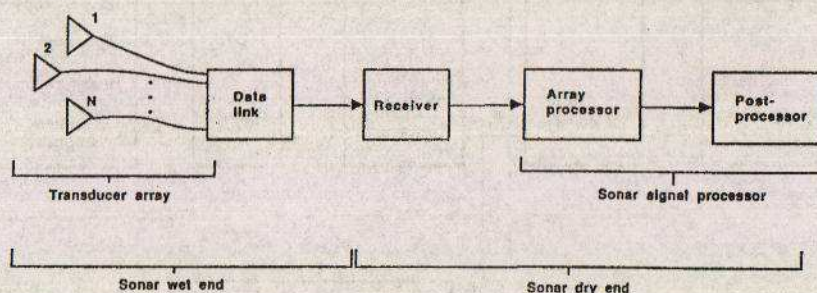 1
2
N
Data
link
Receiver
Array
processor
Post-
processor
Transducer array
Sonar signal processor
Sonar wet end
Sonar dry end